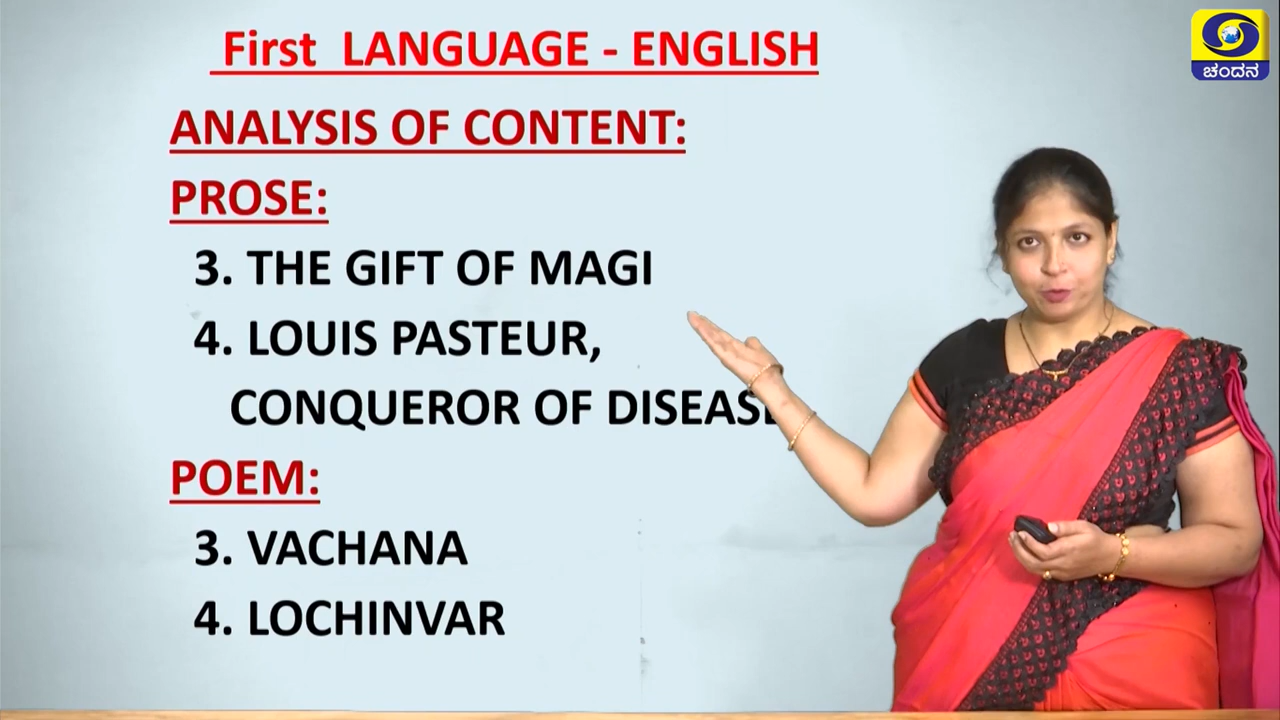 First LANGUAGE - ENGLISH
ಚಂದನ
ANALYSIS OF CONTENT:
PROSE:
3. THE GIFT OF MAGI
4. LOUIS PASTEUR,
CONQUEROR OF DISEASE
POEM:
3. VACHANA
4. LOCHINVAR